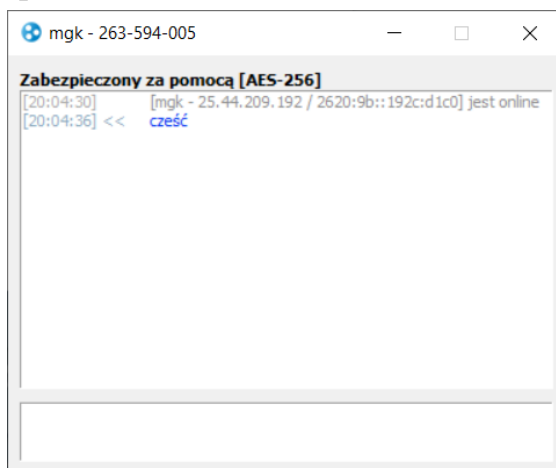 mgk - 263-594-005
Zabezpieczony za pomocą [AES-256]
[20:04:30] [mgk - 25.44.209.192 / 2620:9b::192c:d1c0] jest online
[20:04:36] << cześć